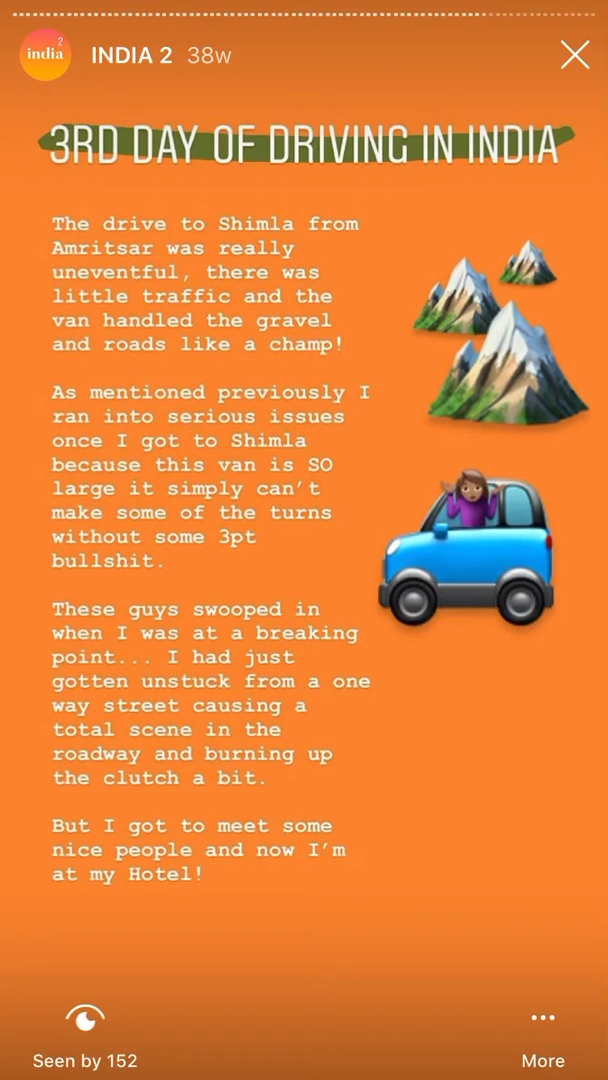 india
2
INDIA 2 38w
3RD DAY OF DRIVING IN INDIA
The drive to Shimla from
Amritsar was really
uneventful, there was
little traffic and the
van handled the gravel
and roads like a champ!
As mentioned previously I
ran into serious issues
once I got to Shimla
because this van is SO
large it simply can't
make some of the turns
without some 3pt
bullshit.
These guys swooped in
when I was at a breaking
point... I had just
gotten unstuck from a one
way street causing a
total scene in the
roadway and burning up
the clutch a bit.
But I got to meet some
nice people and now I'm
at my Hotel!
Seen by 152
More